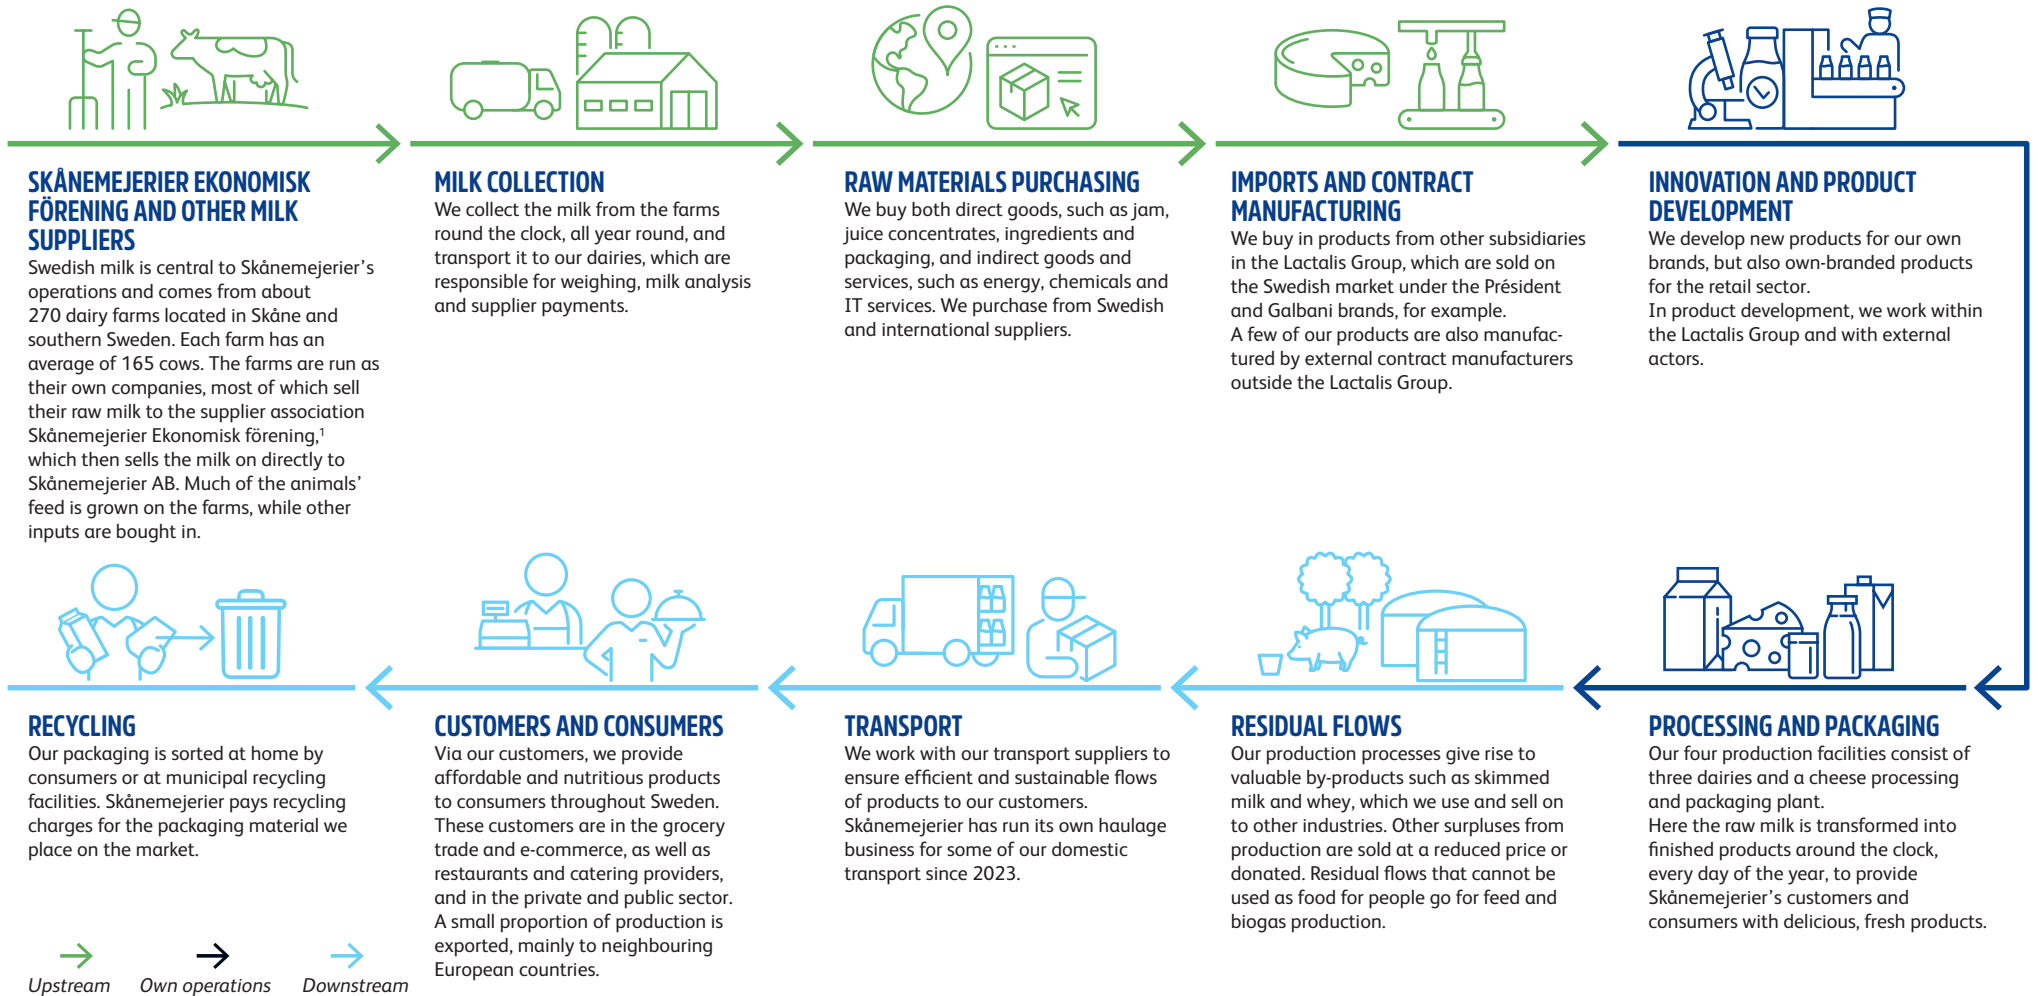 SKÅNEMEJERIER EKONOMISK
FÖRENING AND OTHER MILK
SUPPLIERS
Swedish milk is central to Skånemejerier’s
operations and comes from about
270 dairy farms located in Skåne and
southern Sweden. Each farm has an
average of 165 cows. The farms are run as
their own companies, most of which sell
their raw milk to the supplier association
Skånemejerier Ekonomisk förening,¹
which then sells the milk on directly to
Skånemejerier AB. Much of the animals’
feed is grown on the farms, while other
inputs are bought in.
MILK COLLECTION
We collect the milk from the farms
round the clock, all year round, and
transport it to our dairies, which are
responsible for weighing, milk analysis
and supplier payments.
RAW MATERIALS PURCHASING
We buy both direct goods, such as jam,
juice concentrates, ingredients and
packaging, and indirect goods and
services, such as energy, chemicals and
IT services. We purchase from Swedish
and international suppliers.
IMPORTS AND CONTRACT
MANUFACTURING
We buy in products from other subsidiaries
in the Lactalis Group, which are sold on
the Swedish market under the Président
and Galbani brands, for example.
A few of our products are also manufac-
tured by external contract manufacturers
outside the Lactalis Group.
INNOVATION AND PRODUCT
DEVELOPMENT
We develop new products for our own
brands, but also own-branded products
for the retail sector.
In product development, we work within
the Lactalis Group and with external
actors.
RECYCLING
Our packaging is sorted at home by
consumers or at municipal recycling
facilities. Skånemejerier pays recycling
charges for the packaging material we
place on the market.
CUSTOMERS AND CONSUMERS
Via our customers, we provide
affordable and nutritious products
to consumers throughout Sweden.
These customers are in the grocery
trade and e-commerce, as well as
restaurants and catering providers,
and in the private and public sector.
A small proportion of production is
exported, mainly to neighbouring
European countries.
TRANSPORT
We work with our transport suppliers to
ensure efficient and sustainable flows
of products to our customers.
Skånemejerier has run its own haulage
business for some of our domestic
transport since 2023.
RESIDUAL FLOWS
Our production processes give rise to
valuable by-products such as skimmed
milk and whey, which we use and sell on
to other industries. Other surpluses from
production are sold at a reduced price or
donated. Residual flows that cannot be
used as food for people go for feed and
biogas production.
PROCESSING AND PACKAGING
Our four production facilities consist of
three dairies and a cheese processing
and packaging plant.
Here the raw milk is transformed into
finished products around the clock,
every day of the year, to provide
Skånemejerier’s customers and
consumers with delicious, fresh products.
Upstream
Own operations
Downstream